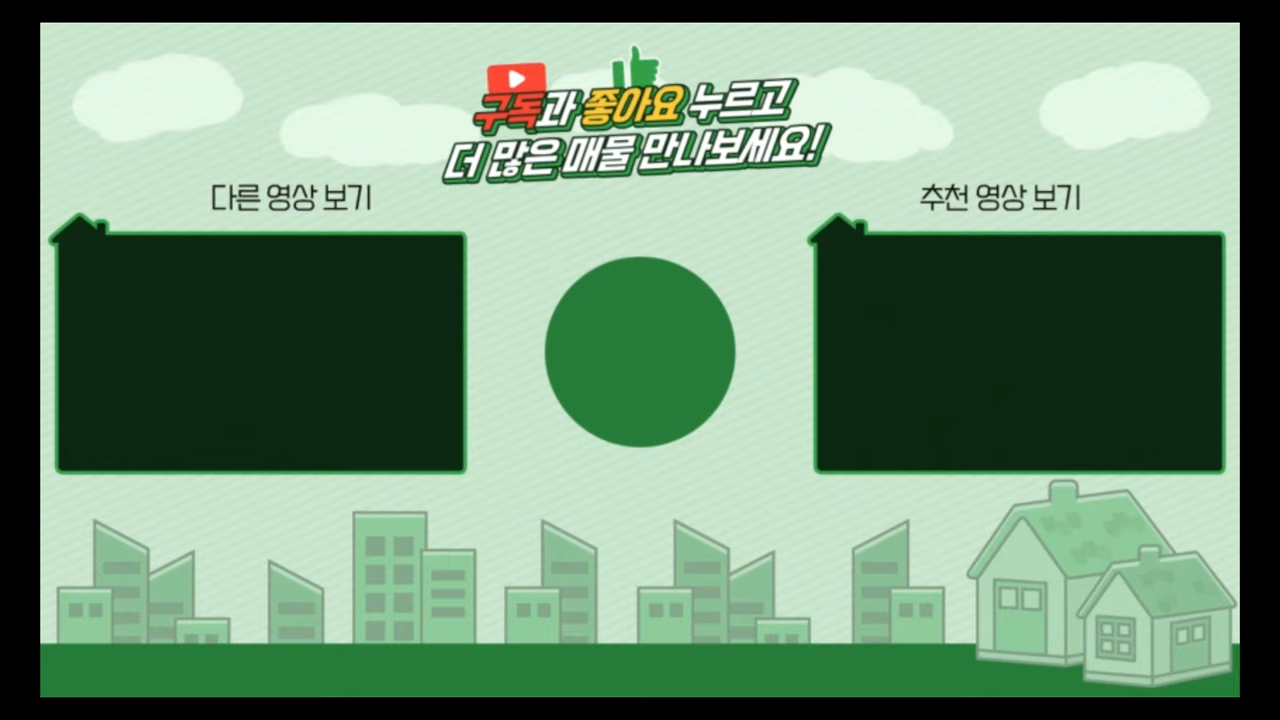 구독과 좋아요 누르고
더 많은 매물 만나보세요!
다른 영상 보기
추천 영상 보기